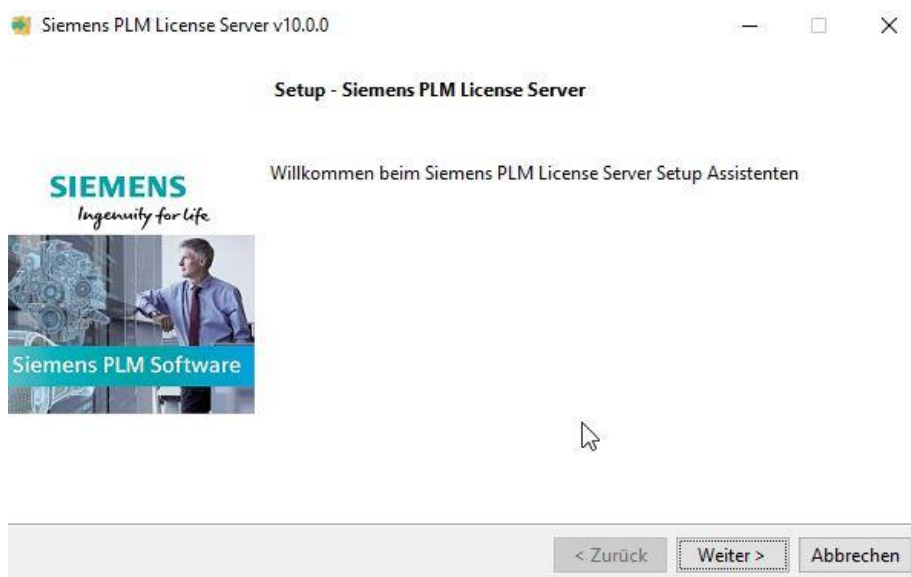 Siemens PLM License Server v10.0.0
Setup - Siemens PLM License Server
Willkommen beim Siemens PLM License Server Setup Assistenten
SIEMENS
Ingenuity for life
Siemens PLM Software
< Zurück
Weiter >
Abbrechen